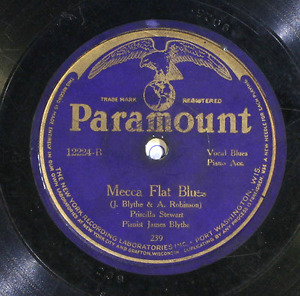 TRADE MARK REGISTERED
Paramount
12224-B
Vocal Blues
Piano Acc.
Mecca Flat Blues
(J. Blythe & A. Robinson)
Priscilla Stewart
Pianist James Blythe
239
THE NEW YORK RECORDING LABORATORIES INC. PORT WASHINGTON, WIS.